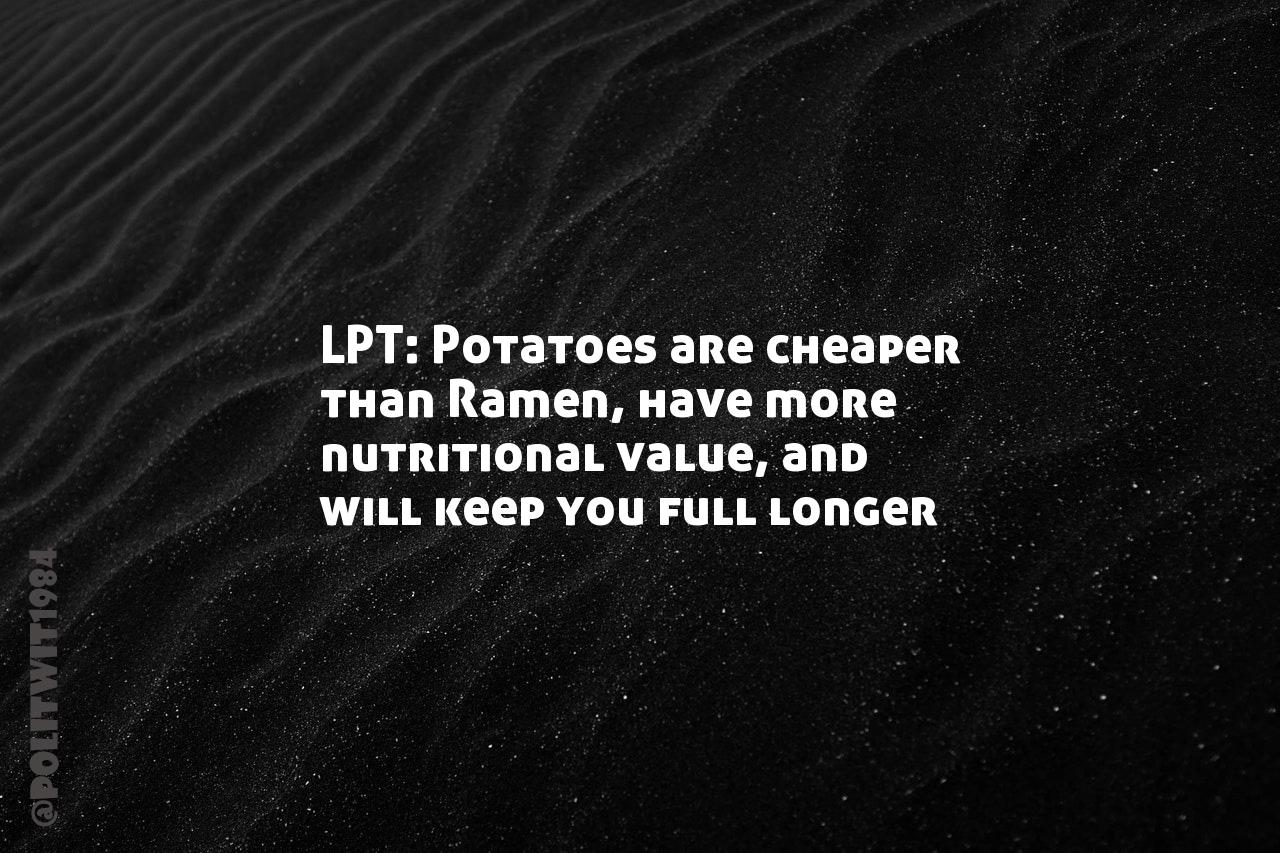 LPT: Potatoes are cheaper
than Ramen, have more
nutritional value, and
will keep you full longer
@POLITWIT1984